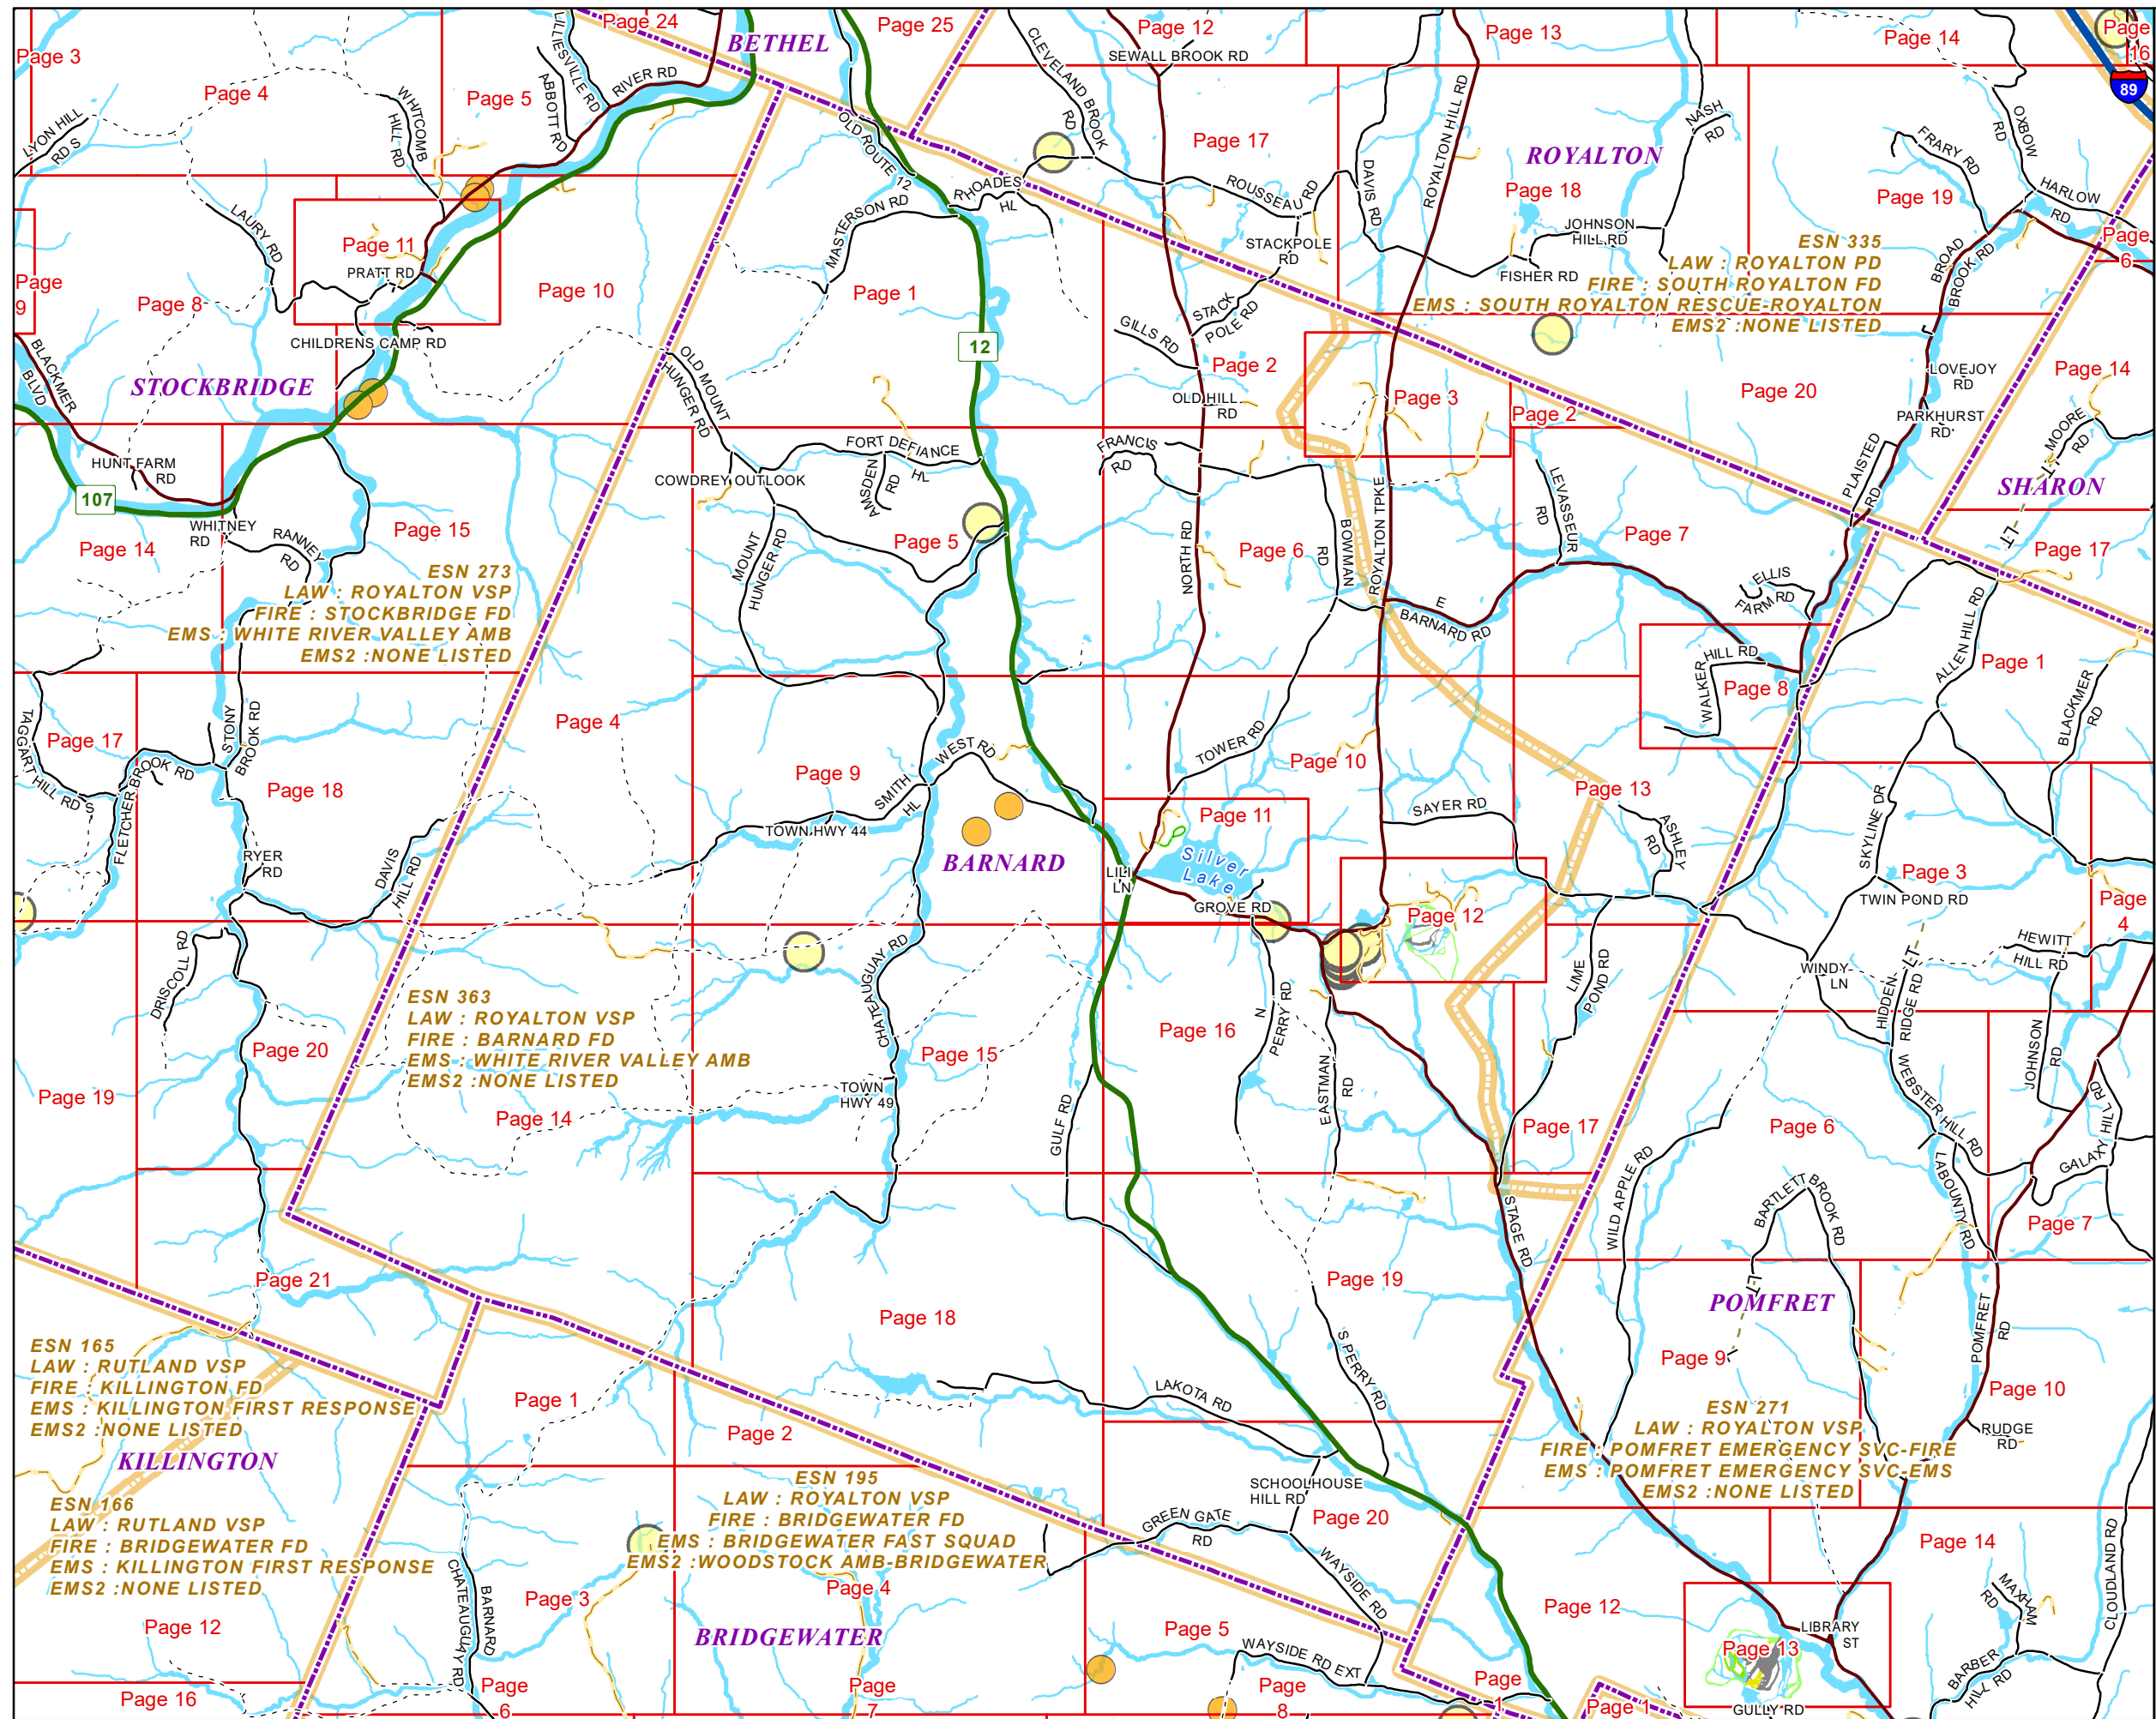 Page 24
Page 25
Page 12
Page 13
Page 14
Page
16
89
Page 3
BETHEL
SEWALL BROOK RD
Page 4
Page 5
LILLIESVILLE RD
ABBOTT RD
RIVER RD
WHITCOMB
HILL RD
LYON HILL
RD S
OLD ROUTE 12
CLEVELAND BROOK
RD
Page 17
ROYALTON HILL RD
NASH
RD
ROYALTON
Page 18
OXBOW
RD
FRARY RD
Page 19
HARLOW
RD
Page
6
LAURY RD
Page 11
PRATT RD
Page 10
Page 8
Page
9
MASTERSON RD
RHOADES
HL
Page 1
ROUSSEAU RD
DAVIS RD
STACKPOLE
RD
JOHNSON
HILL RD
FISHER RD
BROAD
BROOK RD
ESN 335
LAW : ROYALTON PD
FIRE : SOUTH ROYALTON FD
EMS : SOUTH ROYALTON RESCUE-ROYALTON
EMS2 :NONE LISTED
STACK
POLE RD
GILLS RD
Page 2
12
CHILDRENS CAMP RD
BLACKMER
BLVD
STOCKBRIDGE
OLD MOUNT
HUNGER RD
OLD HILL
RD
Page 3
Page 2
Page 20
LOVEJOY
RD
PARKHURST
RD
Page 14
MOORE
RD
LT
SHARON
PLAISTED
RD
HUNT FARM
RD
107
WHITNEY
RD
RANNEY
RD
Page 14
Page 15
FORT DEFIANCE
HL
AMSDEN
RD
COWDREY OUTLOOK
FRANCIS
RD
Page 5
MOUNT
HUNGER RD
NORTH RD
Page 6
BOWMAN
RD
ROYALTON TPKE
LEVASSEUR
RD
Page 7
LT
Page 17
ESN 273
LAW : ROYALTON VSP
FIRE : STOCKBRIDGE FD
EMS : WHITE RIVER VALLEY AMB
EMS2 :NONE LISTED
E
BARNARD RD
ELLIS
FARM RD
WALKER
HILL RD
Page 8
ALLEN HILL RD
Page 1
BLACKMER
RD
TAGGART HILL RD S
Page 17
FLETCHER BROOK RD
STONY
BROOK RD
Page 18
Page 4
Page 9
WEST RD
SMITH
HL
TOWN HWY 44
TOWER RD
Page 10
Page 13
SAYER RD
ASHLEY
RD
SKYLINE DR
Page 3
TWIN POND RD
Page
4
Page 11
Silver
Lake
LILI
LN
GROVE RD
BARNARD
RYER
RD
DAVIS
HILL RD
Page 12
DRISCOLL RD
CHATEAUGUAY RD
ESN 363
LAW : ROYALTON VSP
FIRE : BARNARD FD
EMS : WHITE RIVER VALLEY AMB
EMS2 :NONE LISTED
Page 20
Page 19
Page 14
Page 15
TOWN
HWY 49
Page 16
N
PERRY RD
EASTMAN
RD
GULF RD
LIME
POND RD
Page 17
WINDY
LN
HIDDEN
RIDGE RD
LT
HEWITT
HILL RD
JOHNSON
RD
WEBSTER HILL RD
Page 6
GALAXY HILL RD
LABOUNTY RD
Page 7
WILD APPLE RD
BARTLETT BROOK RD
LT
STAGE RD
Page 21
Page 18
Page 19
POMFRET
Page 9
POMFRET
RD
Page 10
RUDGE
RD
ESN 165
LAW : RUTLAND VSP
FIRE : KILLINGTON FD
EMS : KILLINGTON FIRST RESPONSE
EMS2 :NONE LISTED
KILLINGTON
ESN 166
LAW : RUTLAND VSP
FIRE : BRIDGEWATER FD
EMS : KILLINGTON FIRST RESPONSE
EMS2 :NONE LISTED
Page 12
Page 16
Page 1
Page 2
LAKOTA RD
S PERRY RD
ESN 271
LAW : ROYALTON VSP
FIRE : POMFRET EMERGENCY SVC-FIRE
EMS : POMFRET EMERGENCY SVC-EMS
EMS2 :NONE LISTED
ESN 195
LAW : ROYALTON VSP
FIRE : BRIDGEWATER FD
EMS : BRIDGEWATER FAST SQUAD
EMS2 :WOODSTOCK AMB-BRIDGEWATER
SCHOOLHOUSE
HILL RD
Page 20
GREEN GATE
RD
WAYSIDE RD
Page 3
Page 4
BRIDGEWATER
BARNARD
CHATEAUGUAY RD
Page
6
Page
7
Page 5
WAYSIDE RD EXT
Page
8
Page
1
Page 1
Page 12
Page 13
LIBRARY
ST
GULLY RD
Page 14
MAXHAM
RD
BARBER
HILL RD
CLOUDLAND RD